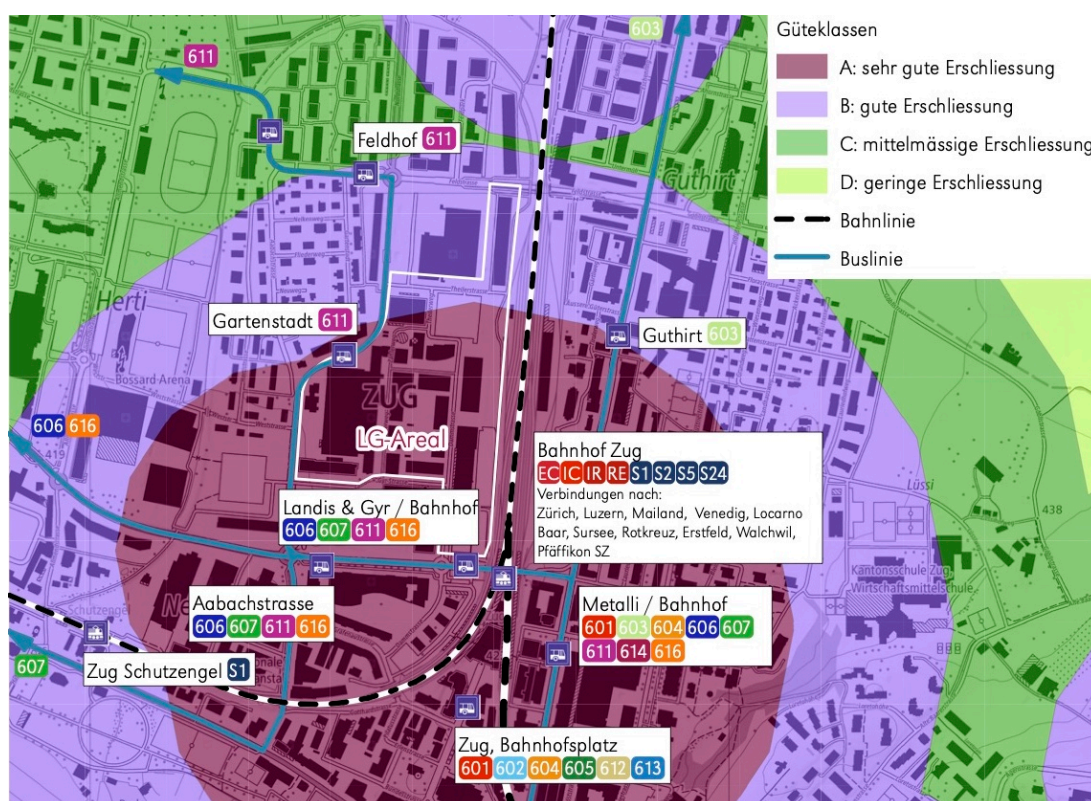 611
603
Güteklassen
A: sehr gute Erschliessung
B: gute Erschliessung
C: mittelmässige Erschliessung
D: geringe Erschliessung
Bahnlinie
Buslinie
Feldhof 611
Guthirt
Herti
Gartenstadt 611
Guthirt 603
Bossard Arena
ZUG
LG-Areal
606 616
419
Bahnhof Zug
EC IC IR RE S1 S2 S5 S24
Verbindungen nach:
Zürich, Luzern, Mailand, Venedig, Locarno
Baar, Sursee, Rotkreuz, Erstfeld, Walchwil,
Pfäffikon SZ
Lüssi
438
Landis & Gyr / Bahnhof
606 607 611 616
Kantonsschule Zug
Wirtschaftsmittelschule
Aabachstrasse
606 607 611 616
Metalli / Bahnhof
601 603 604 606 607
611 614 616
Schutzengel
607
Zug Schutzengel S1
Zug, Bahnhofsplatz
601 602 604 605 612 613